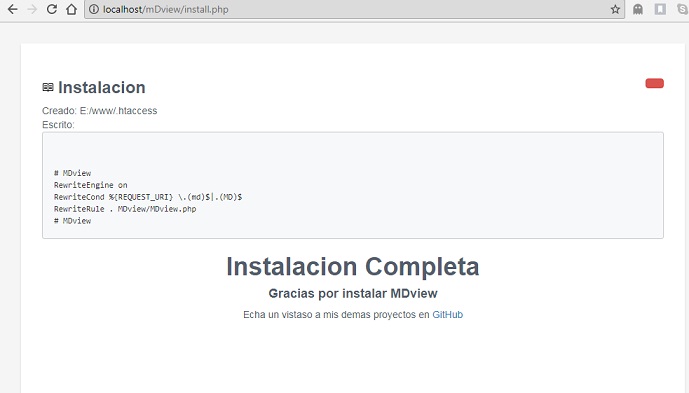 localhost/mDview/install.php
Instalacion
Creado: E:/www/.htaccess
Escrito:
# MDview
RewriteEngine on
RewriteCond %{REQUEST_URI} \.(md)$|.(MD)$
RewriteRule . MDview/MDview.php
# MDview
Instalacion Completa
Gracias por instalar MDview
Echa un vistaso a mis demas proyectos en GitHub